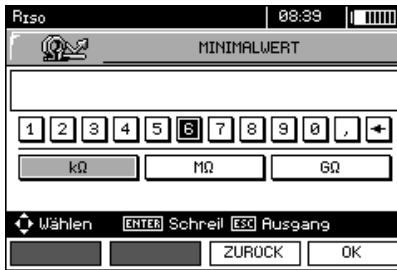 RISO 08:39
MINIMALWERT
1 2 3 4 5 6 7 8 9 0 ,
kΩ MΩ GΩ
Wählen ENTER Schreil ESC Ausgang
ZURÜCK OK